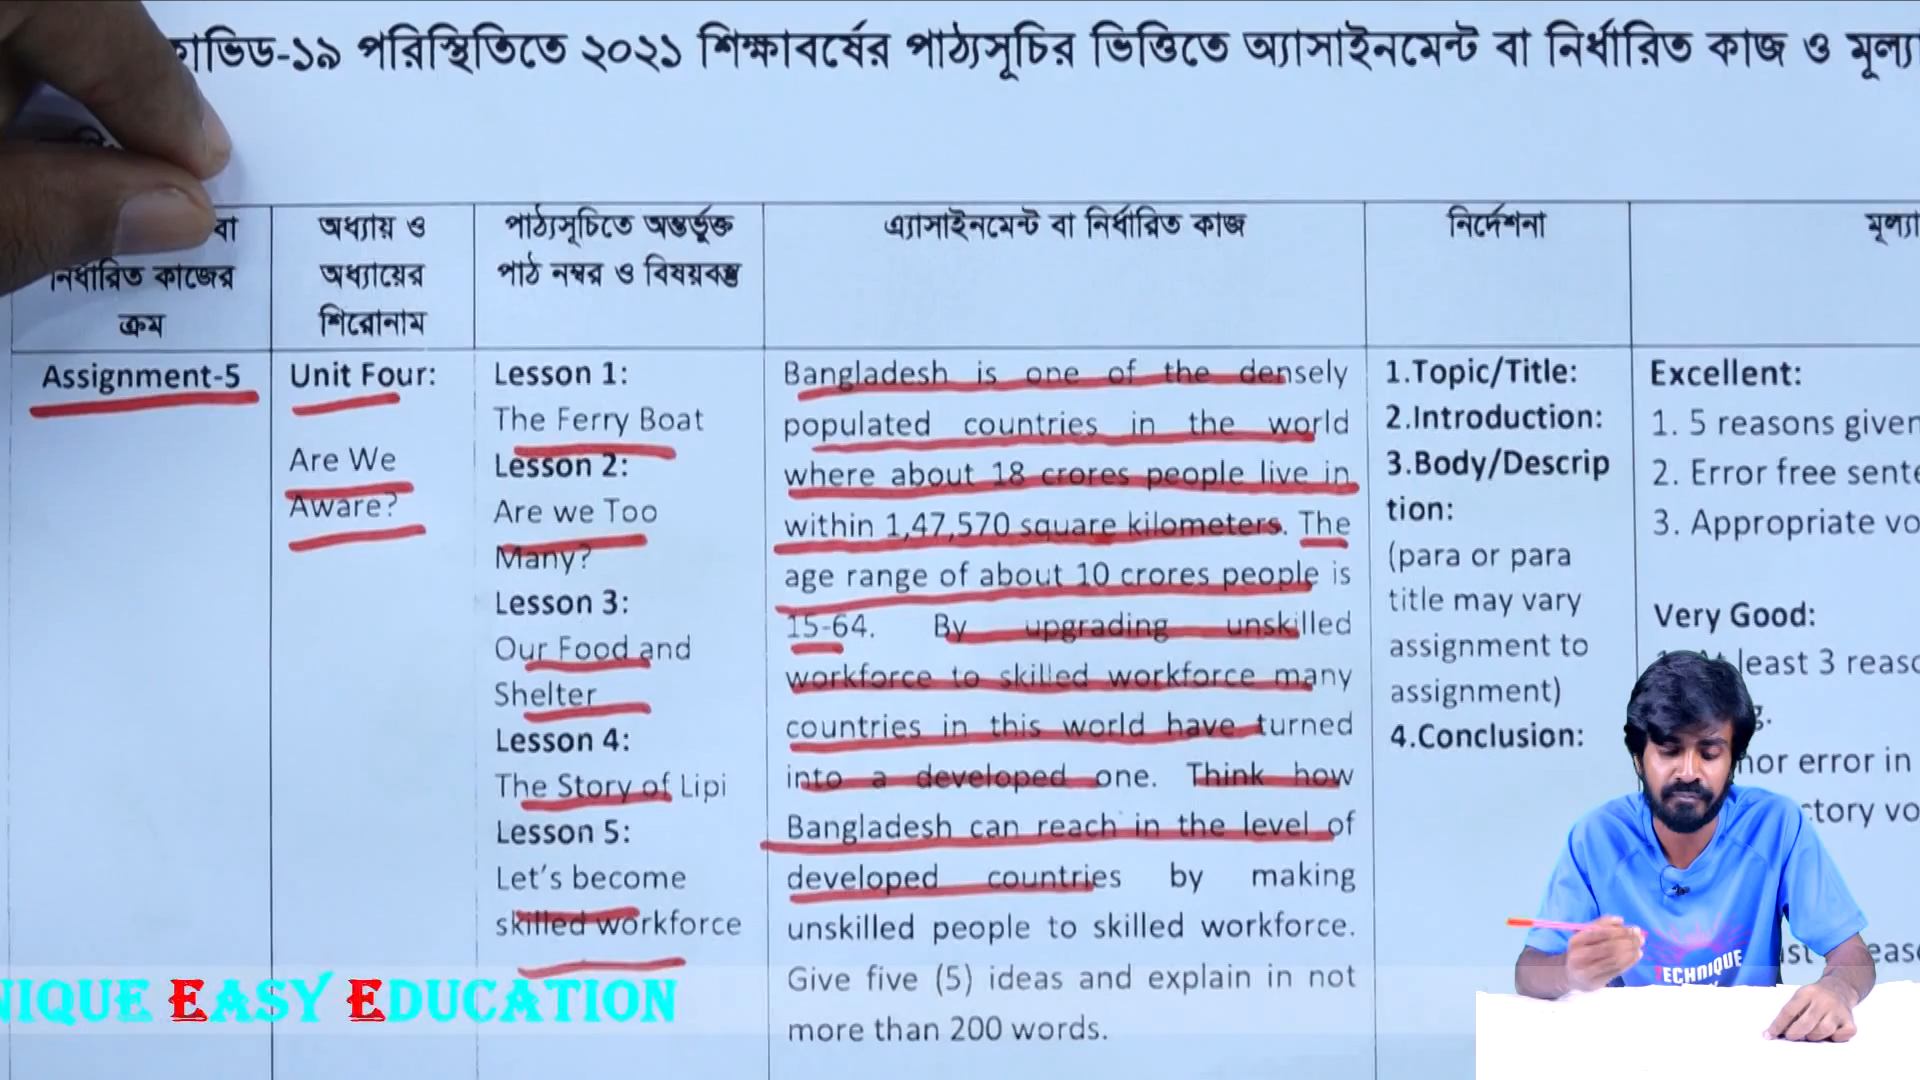 কোভিড-১৯ পরিস্থিতিতে ২০২১ শিক্ষাবর্ষের পাঠ্যসূচির ভিত্তিতে অ্যাসাইনমেন্ট বা নির্ধারিত কাজ ও
বা
নির্ধারিত কাজের
ক্রম
অধ্যায় ও
অধ্যায়ের
শিরোনাম
পাঠ্যসূচিতে অন্তর্ভুক্ত
পাঠ নম্বর ও বিষয়বস্তু
এ্যাসাইনমেন্ট বা নির্ধারিত কাজ
নির্দেশনা
Assignment-5
Unit Four:
Are We
Aware?
Lesson 1:
The Ferry Boat
Lesson 2:
Are we Too
Many?
Lesson 3:
Our Food and
Shelter
Lesson 4:
The Story of Lipi
Lesson 5:
Let's become
skilled workforce
Bangladesh is one of the densely
populated countries in the world
where about 18 crores people live in
within 1,47,570 square kilometers. The
age range of about 10 crores people is
15-64. By upgrading unskilled
workforce to skilled workforce many
countries in this world have turned
into a developed one. Think how
Bangladesh can reach in the level of
developed countries by making
unskilled people to skilled workforce.
Give five (5) ideas and explain in not
more than 200 words.
1.Topic/Title:
2.Introduction:
3.Body/Descrip
tion:
(para or para
title may vary
assignment to
assignment)
4.Conclusion:
Excellent:
1. 5 reasons given
2. Error free
3. Appropriate
Very Good:
least 3
error in
NIQUE EASY EDUCATION
TECHNIQUE